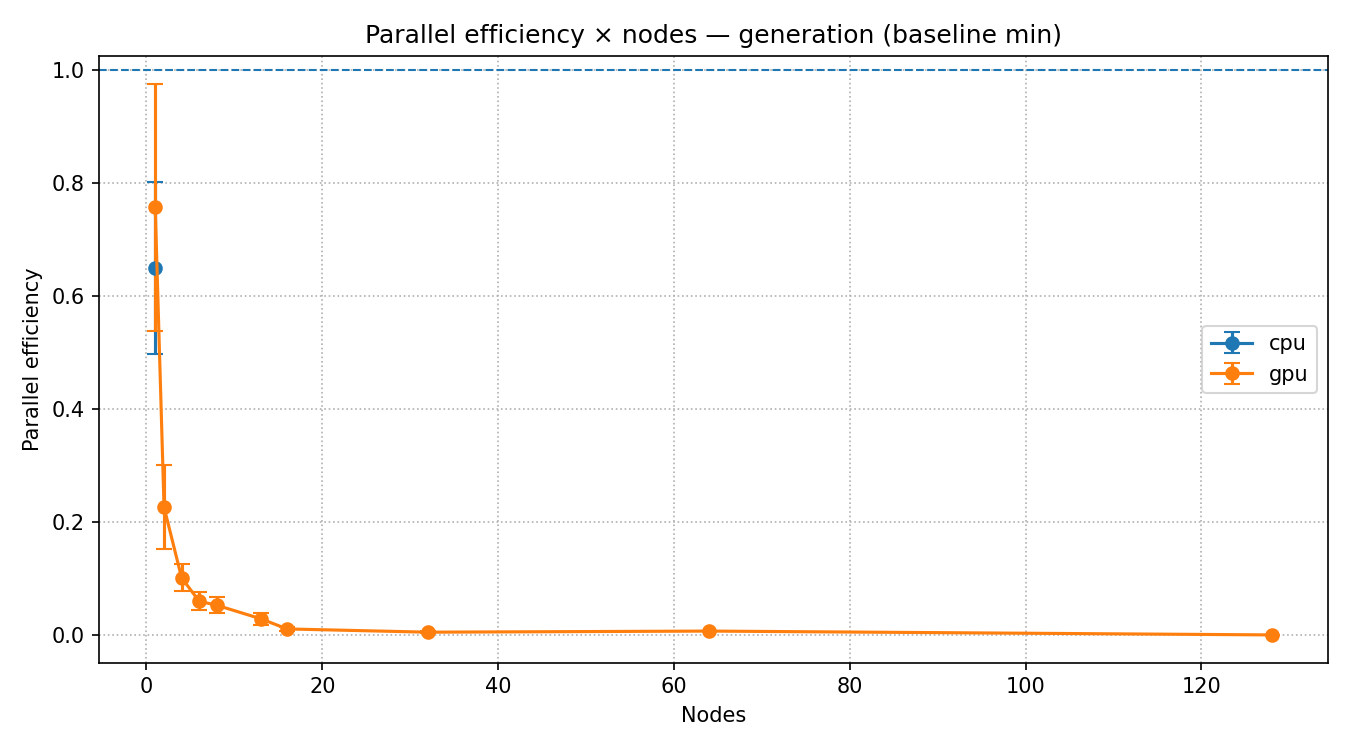 Parallel efficiency × nodes — generation (baseline min)
Parallel efficiency
1.0
0.8
0.6
0.4
0.2
0.0
cpu
gpu
0 20 40 60 80 100 120
Nodes